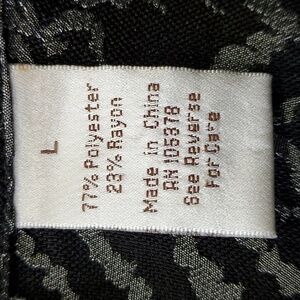 L
77% Polyester
23% Rayon
Made in China
RN 105378
See Reverse
For Care